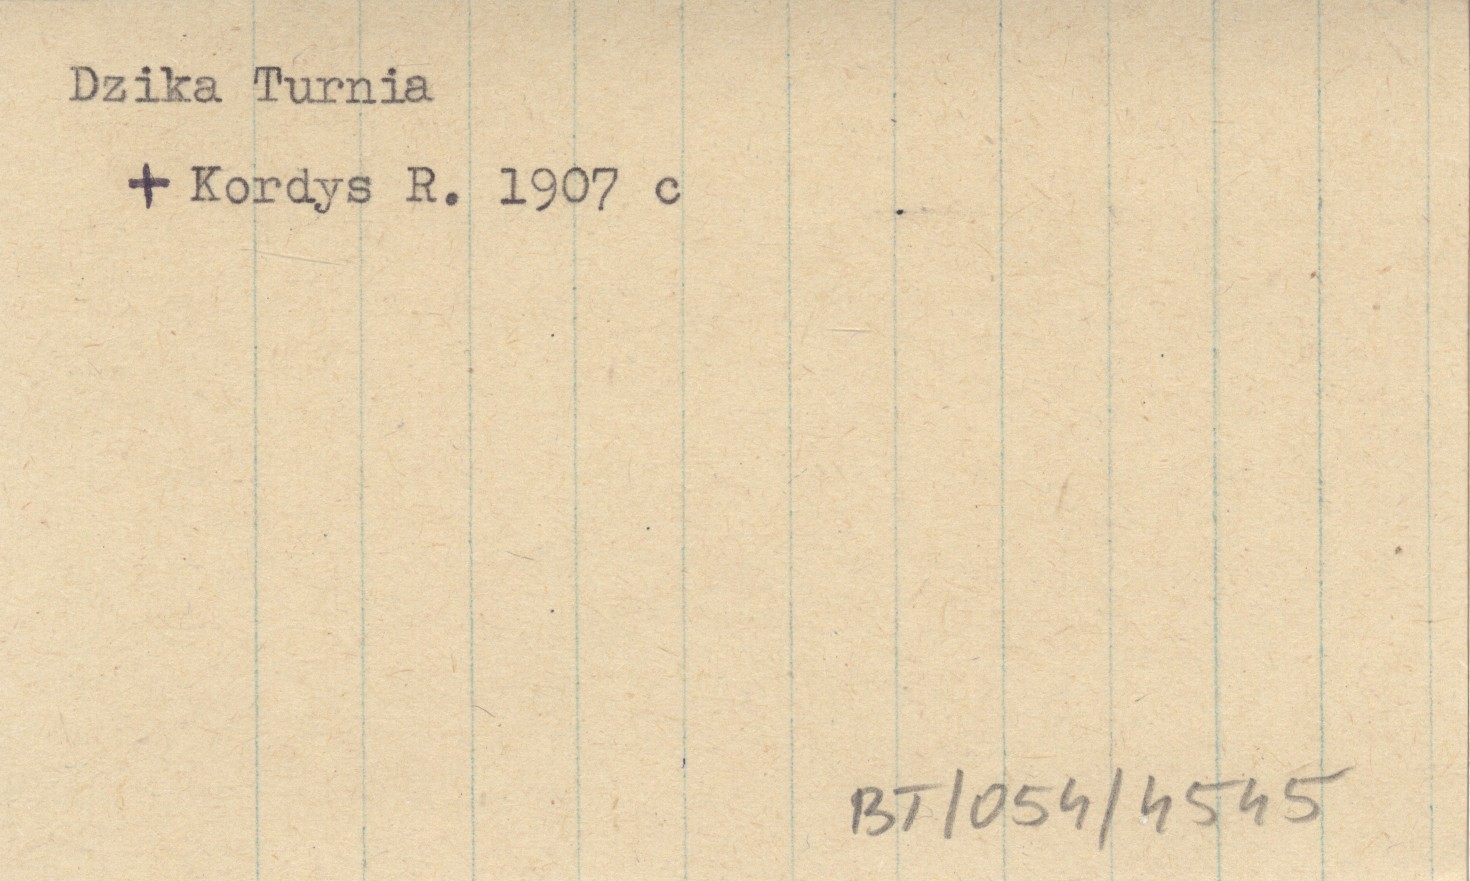 Dzika Turnia
+ Kordys R. 1907 c
BT/054/4545